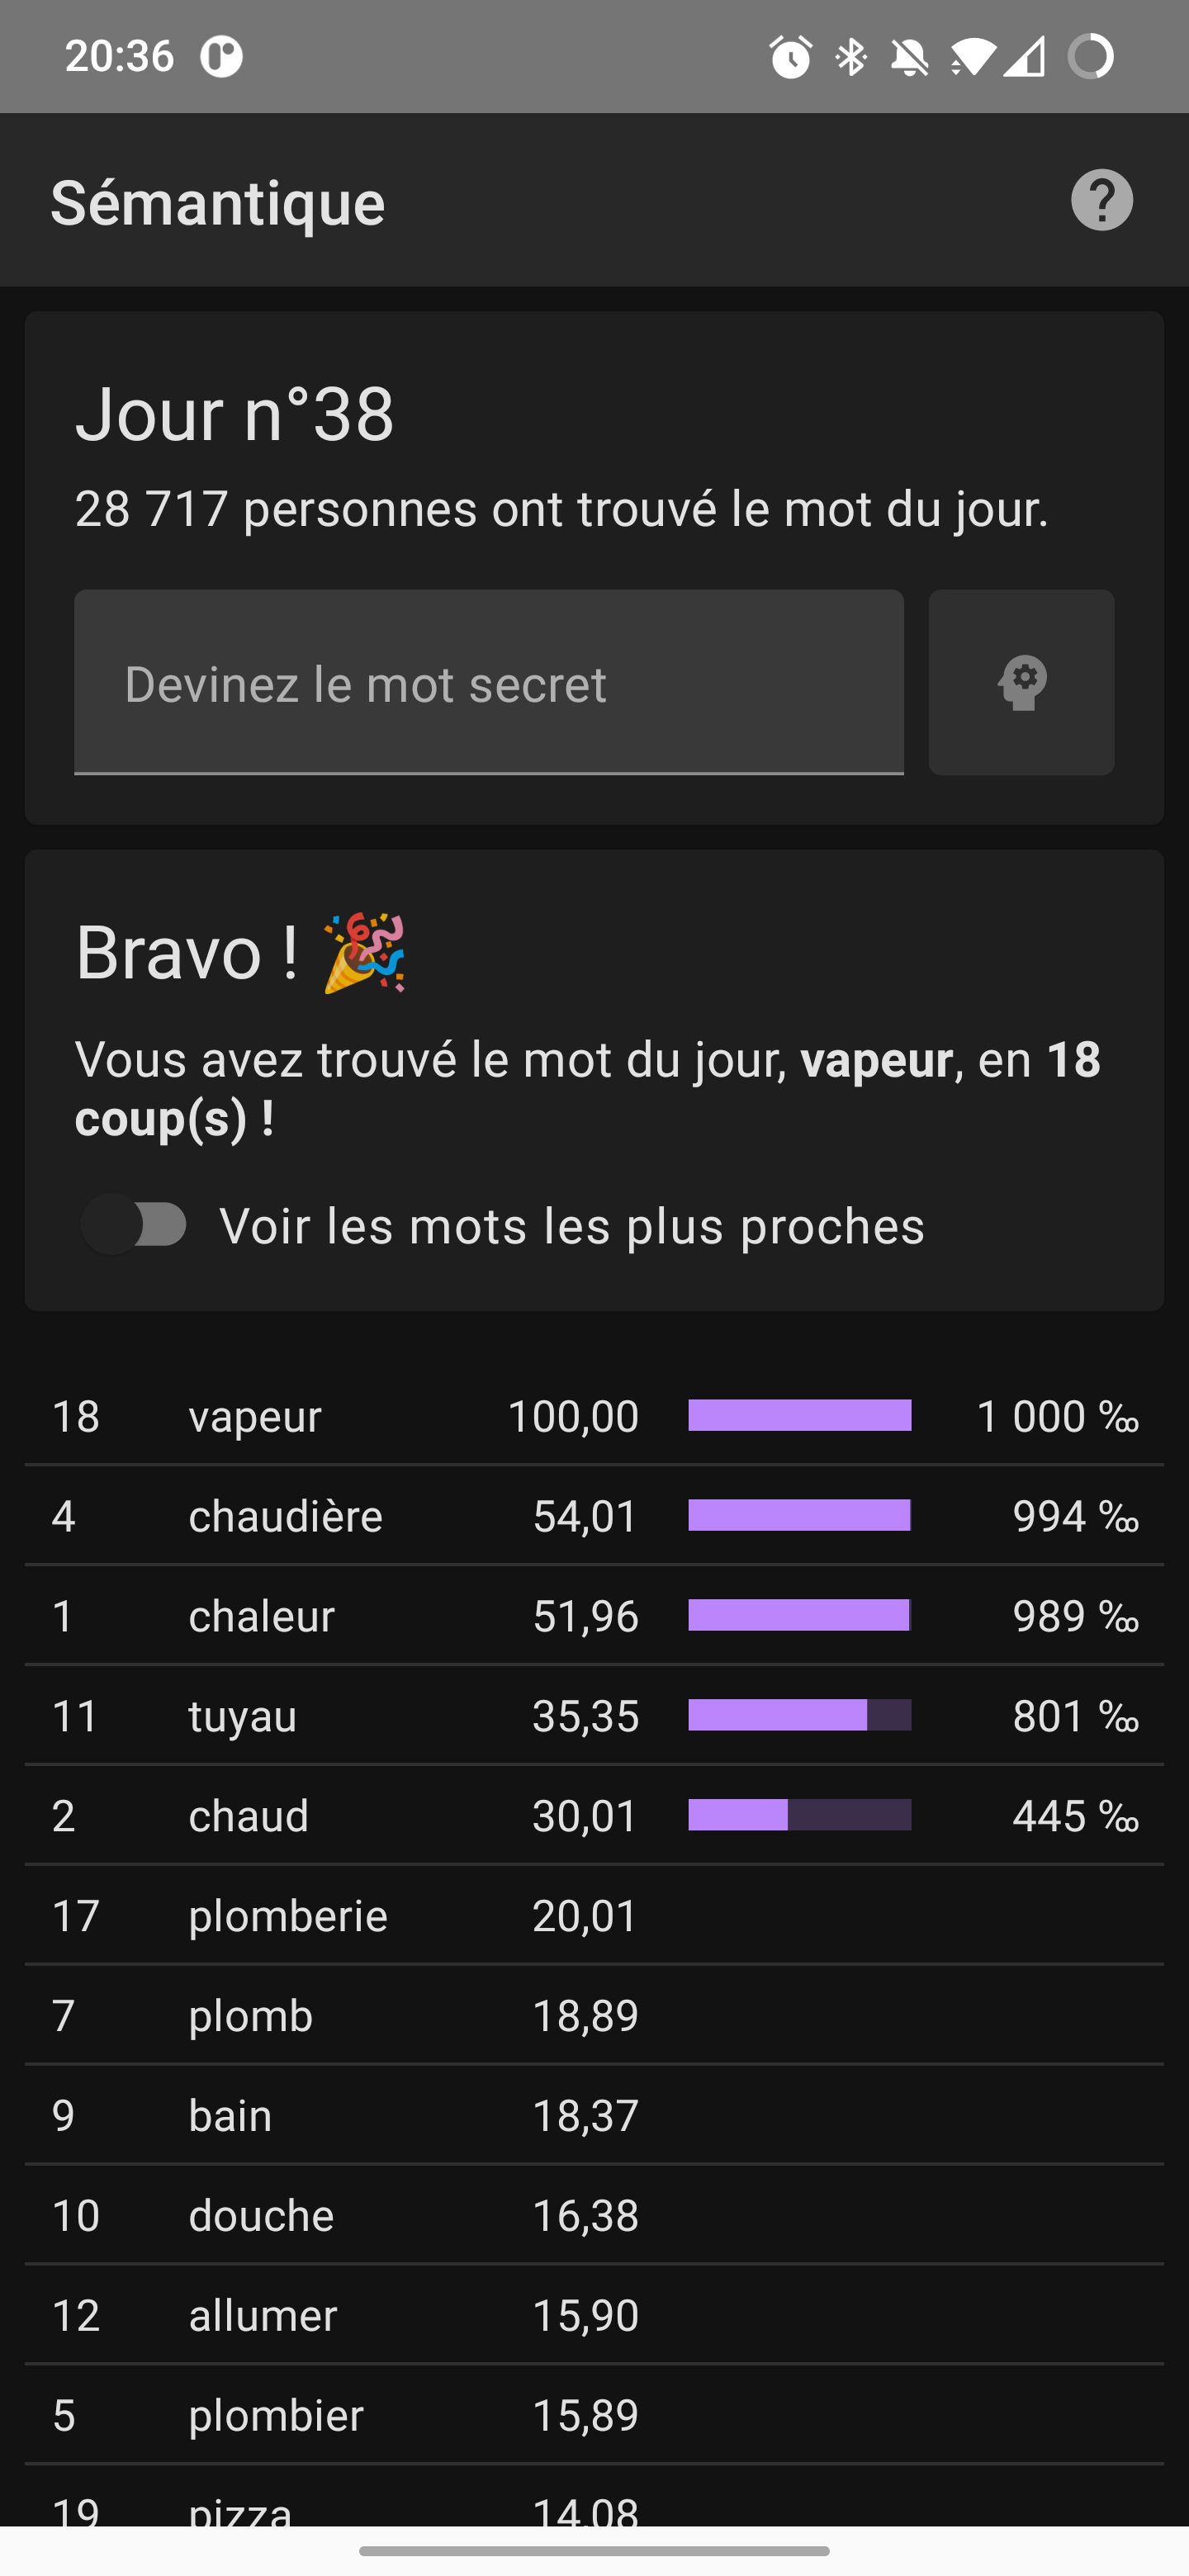 20:36
Sémantique
?
Jour n°38
28 717 personnes ont trouvé le mot du jour.
Devinez le mot secret
Bravo ! 🎉
Vous avez trouvé le mot du jour, vapeur, en 18
coup(s) !
Voir les mots les plus proches
18 vapeur 100,00 1 000 ‰
4 chaudière 54,01 994 ‰
1 chaleur 51,96 989 ‰
11 tuyau 35,35 801 ‰
2 chaud 30,01 445 ‰
17 plomberie 20,01
7 plomb 18,89
9 bain 18,37
10 douche 16,38
12 allumer 15,90
5 plombier 15,89
19 pizza 14,08